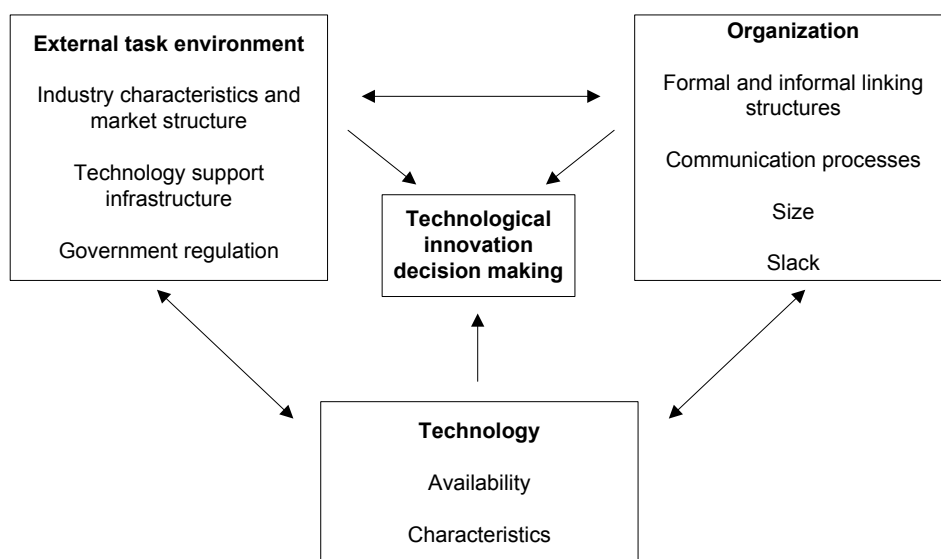 External task environment
Industry characteristics and
market structure
Technology support
infrastructure
Government regulation
Organization
Formal and informal linking
structures
Communication processes
Size
Slack
Technological
innovation
decision making
Technology
Availability
Characteristics